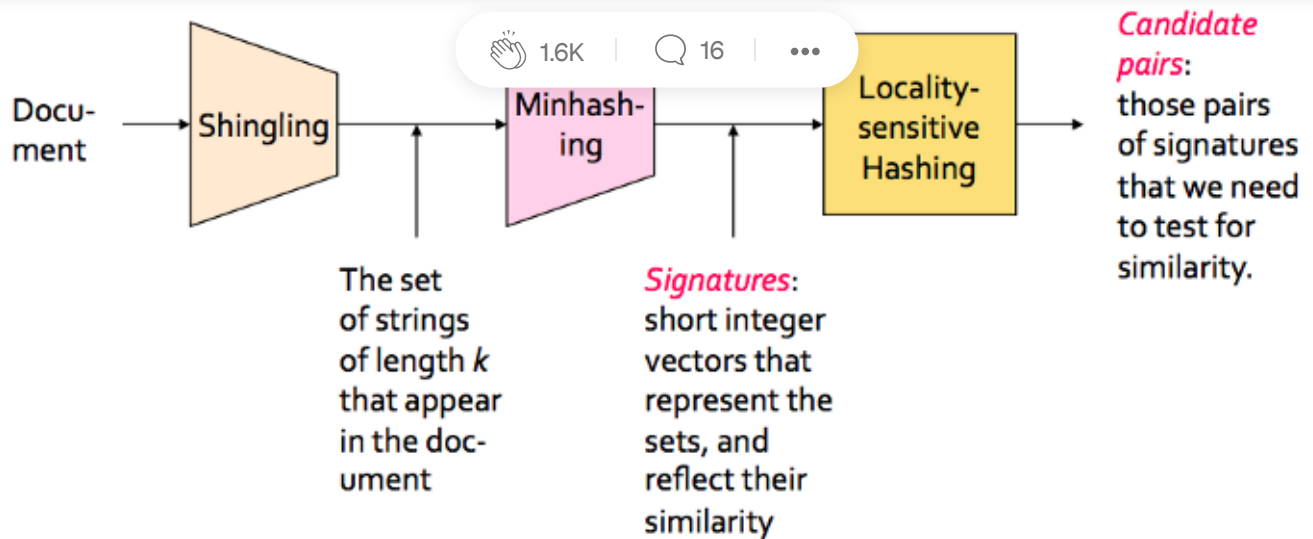 1.6K
16
Docu-
ment
Shingling
Minhash-
ing
Locality-
sensitive
Hashing
Candidate
pairs:
those pairs
of signatures
that we need
to test for
similarity.
The set
of strings
of length k
that appear
in the doc-
ument
Signatures:
short integer
vectors that
represent the
sets, and
reflect their
similarity